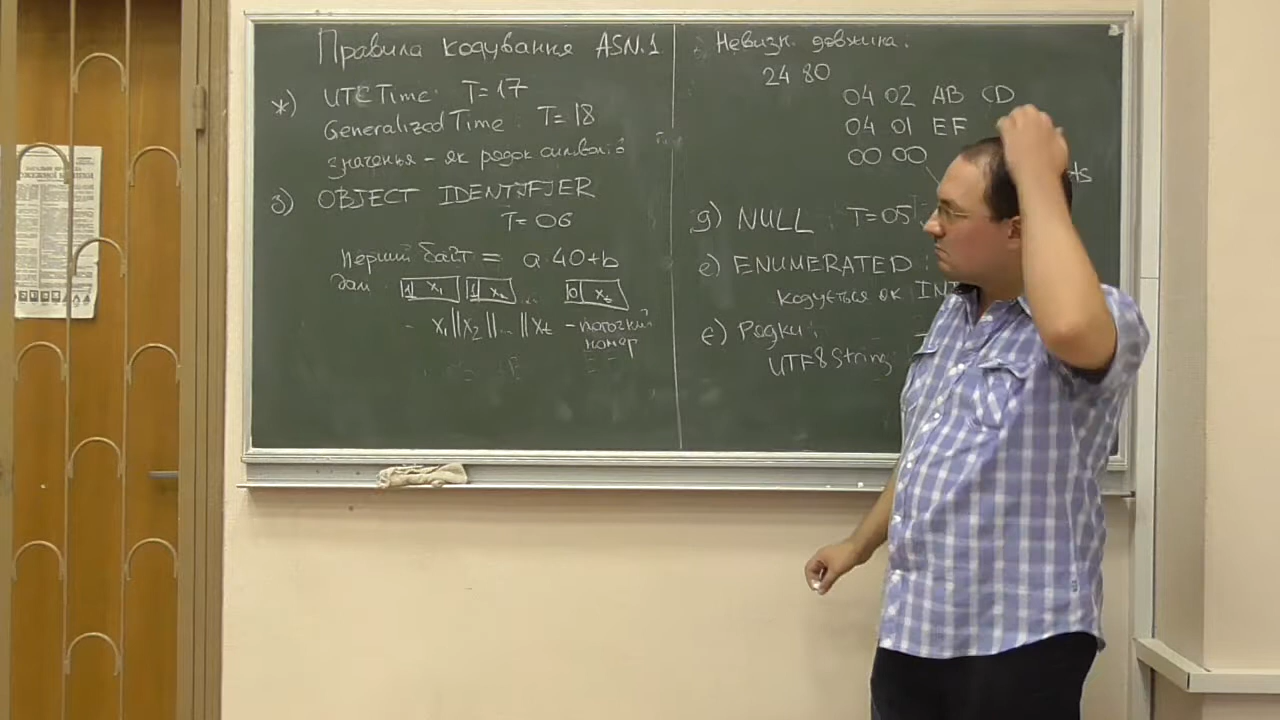 Правила кодування ASN.1
ж) UTCTime: T=17
GeneralizedTime: T=18
значення – як рядок символів
з) OBJECT IDENTIFIER
T=06
перший байт = a·40+b
далі 1 x₁ 1 x₂ ... 0 xₜ
x₁||x₂||...||xₜ – поточний
номер
Невизн. довжина:
24 80
04 02 AB CD
04 01 EF
00 00
ґ) NULL: T=05
е) ENUMERATED:
кодується як INT
є) Рядки:
UTF8String: